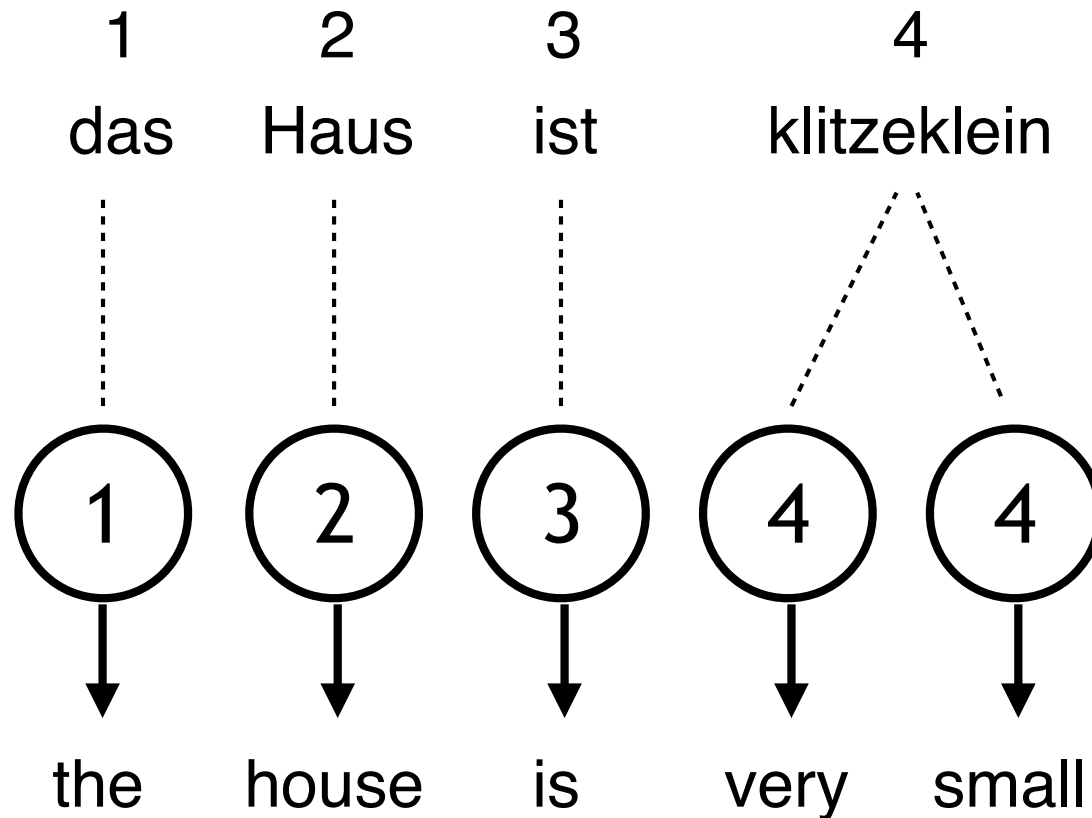 1 2 3 4
das Haus ist klitzeklein
1 2 3 4 4
the house is very small